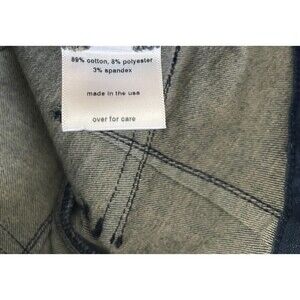 89% cotton, 8% polyester
3% spandex
made in the usa
over for care